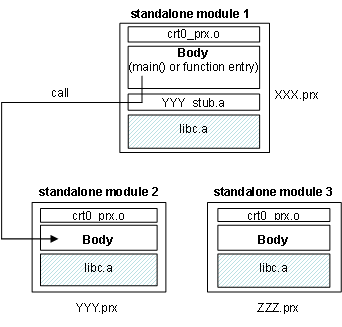 standalone module 1
crt0_prx.o
Body
(main() or function entry)
call
YYY_stub.a
XXX.prx
libc.a
standalone module 2
standalone module 3
crt0_prx.o
crt0_prx.o
Body
Body
libc.a
libc.a
YYY.prx
ZZZ.prx